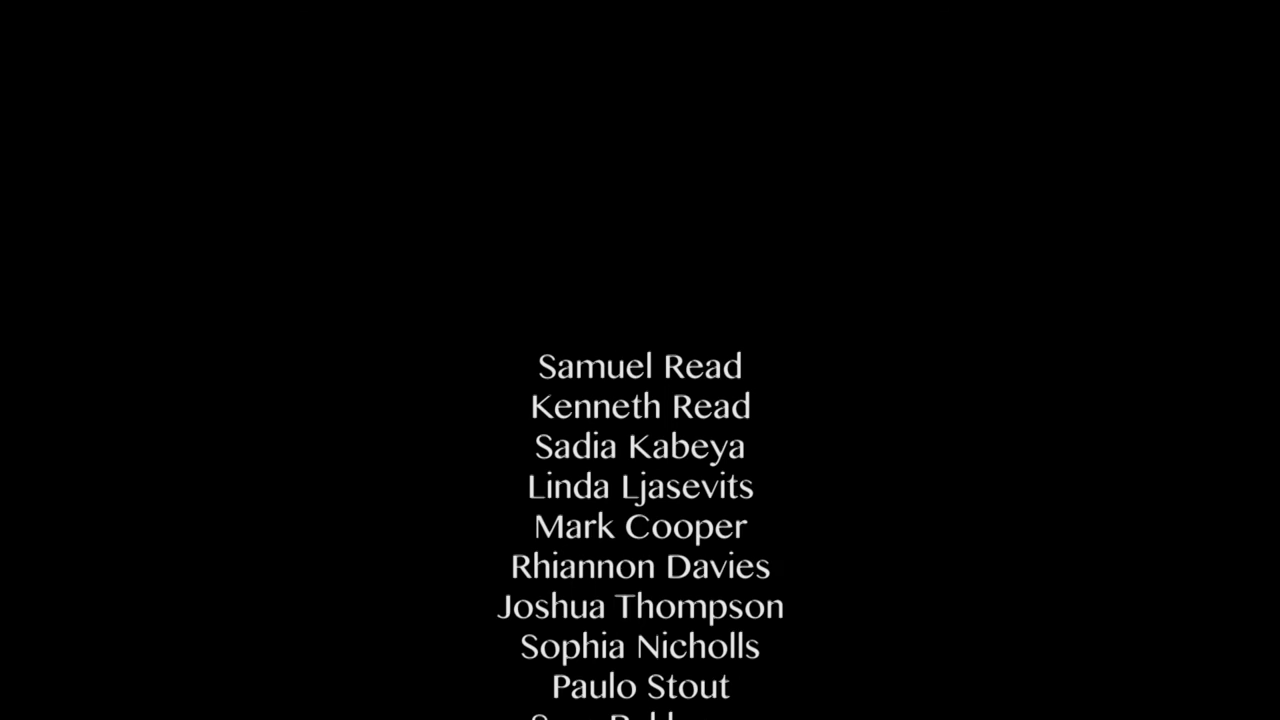 Samuel Read
Kenneth Read
Sadia Kabeya
Linda Ljasevits
Mark Cooper
Rhiannon Davies
Joshua Thompson
Sophia Nicholls
Paulo Stout